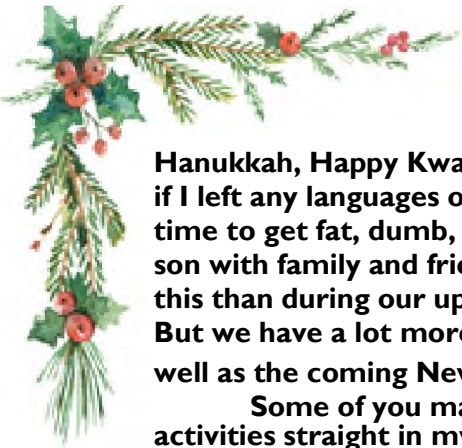 Hanukkah, Happy Kwa
if I left any languages o
time to get fat, dumb,
son with family and frie
this than during our up
But we have a lot more
well as the coming Nev
Some of you ma
activities straight in my